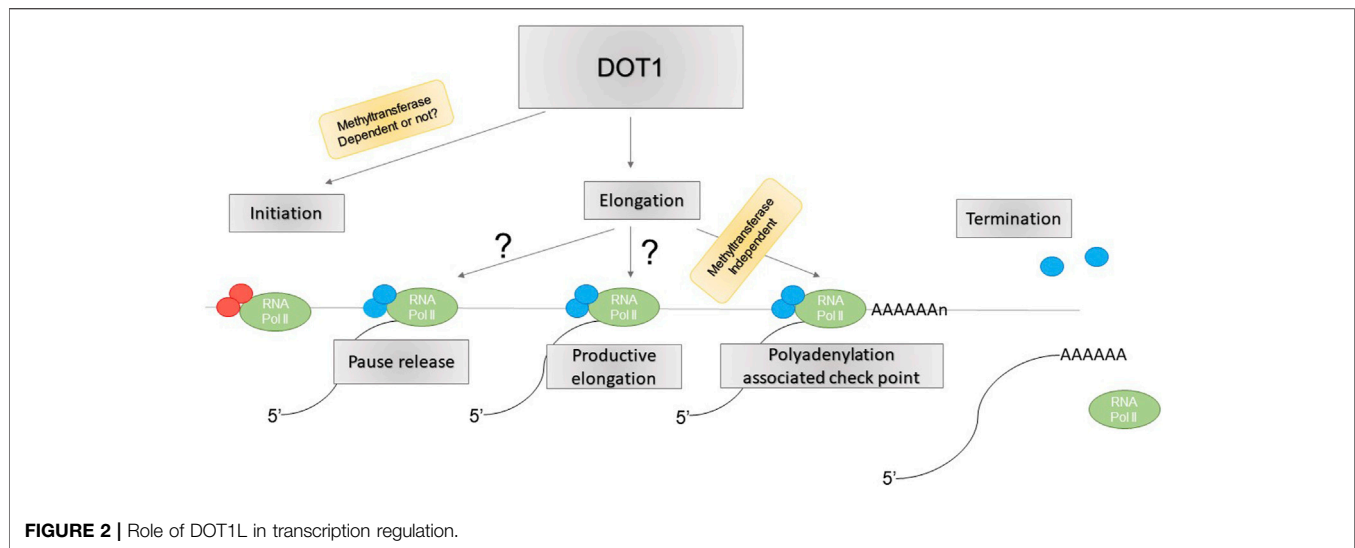 DOT1
Methyltransferase
Dependent or not?
Initiation
Elongation
Termination
?
?
Methyltransferase
Independent
RNA
Pol II
RNA
Pol II
RNA
Pol II
RNA
Pol II
AAAAAAn
Pause release
Productive
elongation
Polyadenylation
associated check point
AAAAAA
5'
5'
5'
RNA
Pol II
5'
FIGURE 2 | Role of DOT1L in transcription regulation.